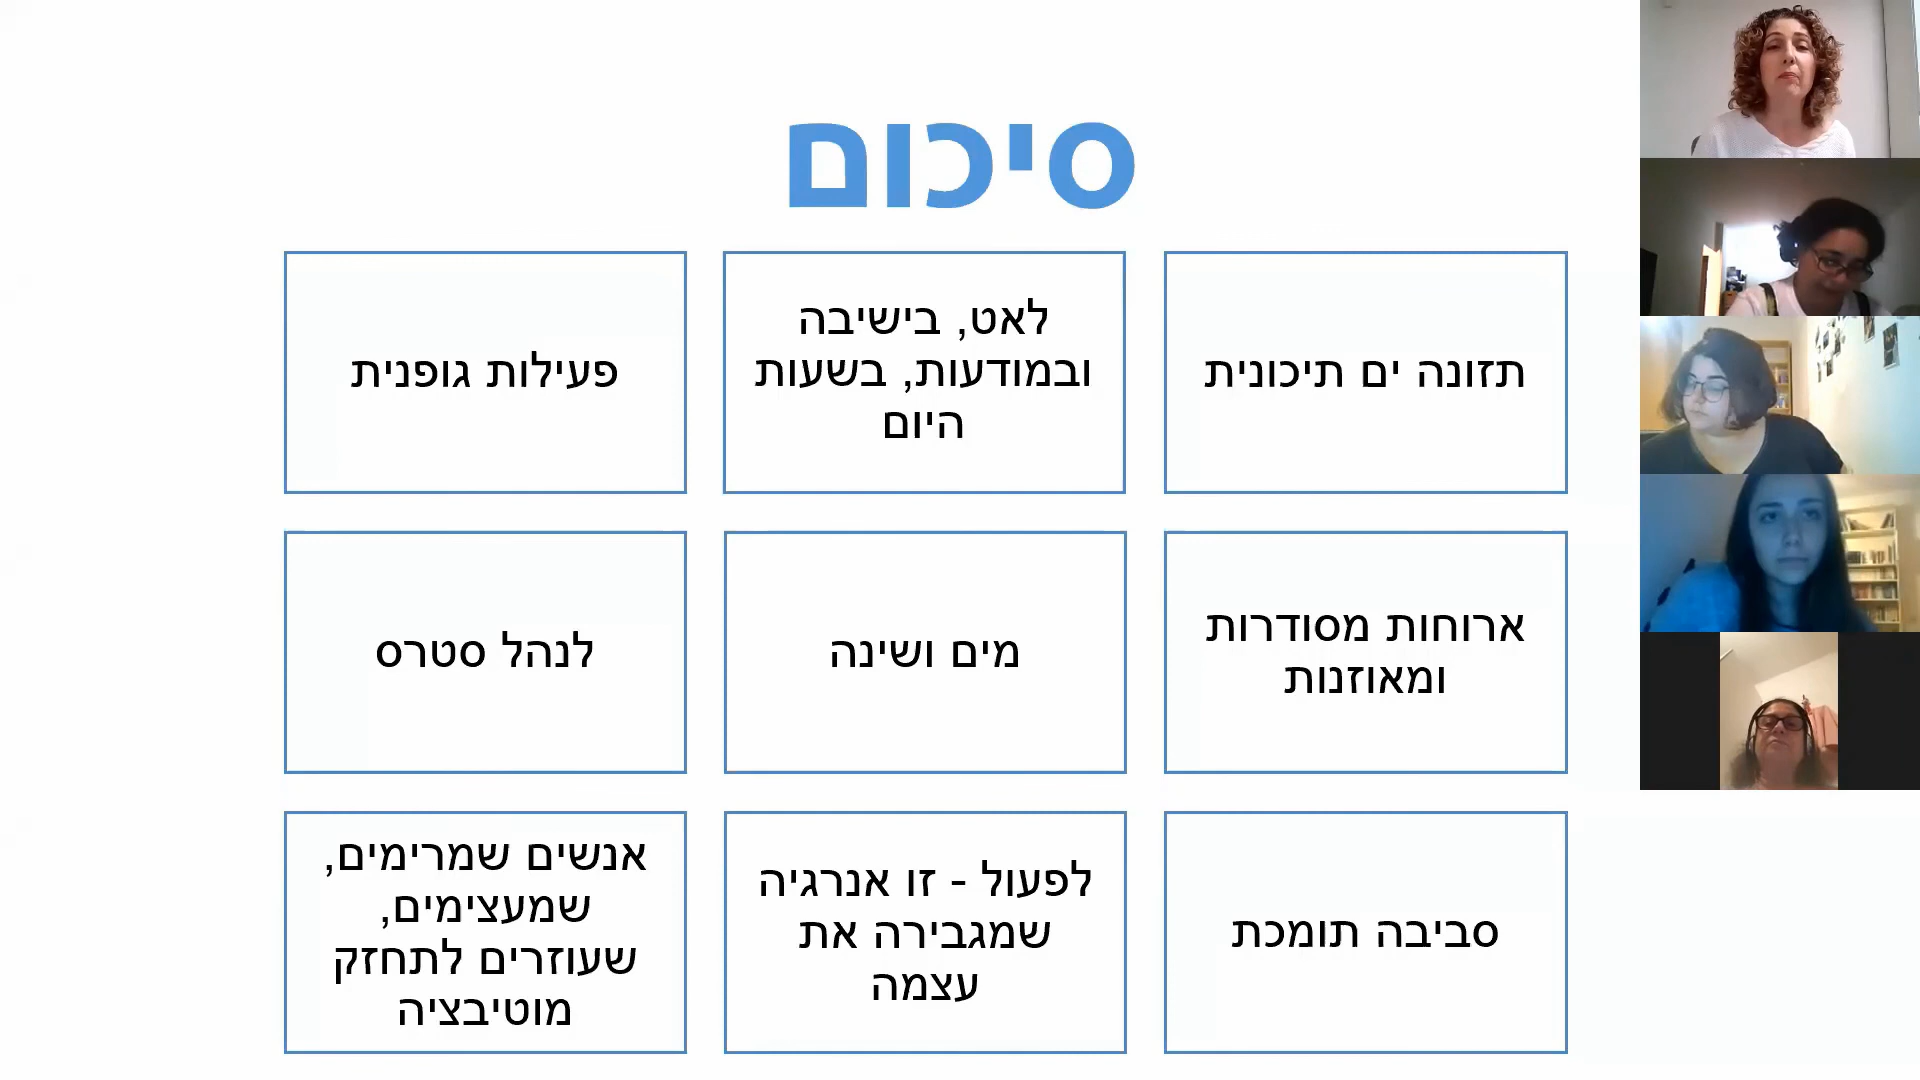 סיכום
תזונה ים תיכונית
לאט, בישיבה
ובמודעות, בשעות
היום
פעילות גופנית
ארוחות מסודרות
ומאוזנות
מים ושינה
לנהל סטרס
סביבה תומכת
לפעול - זו אנרגיה
שמגבירה את
עצמה
אנשים שמרימים,
שמעצימים,
שעוזרים לתחזק
מוטיבציה